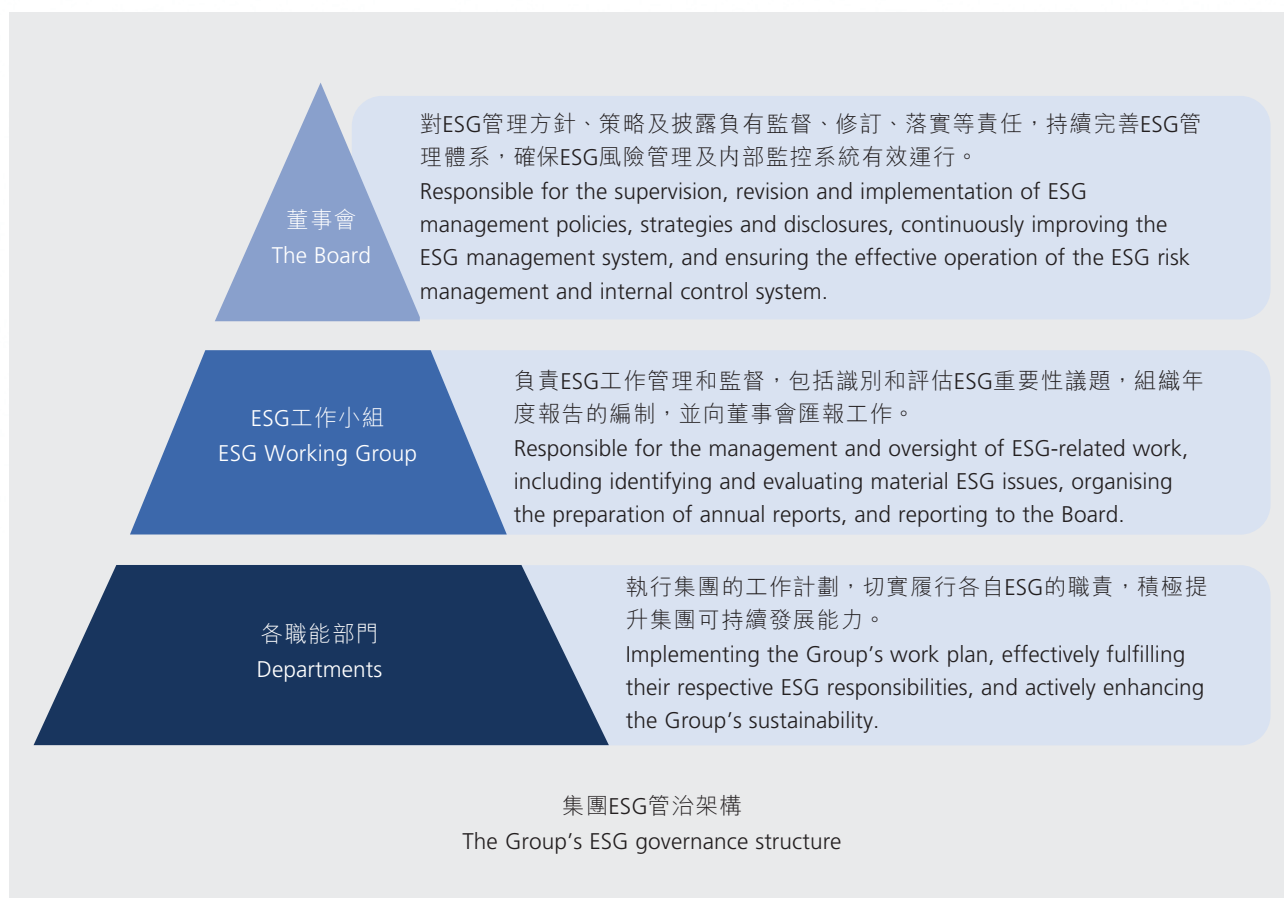 董事會
The Board
對ESG管理方針、策略及披露負有監督、修訂、落實等責任，持續完善ESG管
理體系，確保ESG風險管理及內部監控系統有效運行。
Responsible for the supervision, revision and implementation of ESG
management policies, strategies and disclosures, continuously improving the
ESG management system, and ensuring the effective operation of the ESG risk
management and internal control system.
ESG工作小組
ESG Working Group
負責ESG工作管理和監督，包括識別和評估ESG重要性議題，組織年
度報告的編制，並向董事會匯報工作。
Responsible for the management and oversight of ESG-related work,
including identifying and evaluating material ESG issues, organising
the preparation of annual reports, and reporting to the Board.
各職能部門
Departments
執行集團的工作計劃，切實履行各自ESG的職責，積極提
升集團可持續發展能力。
Implementing the Group’s work plan, effectively fulfilling
their respective ESG responsibilities, and actively enhancing
the Group’s sustainability.
集團ESG管治架構
The Group’s ESG governance structure